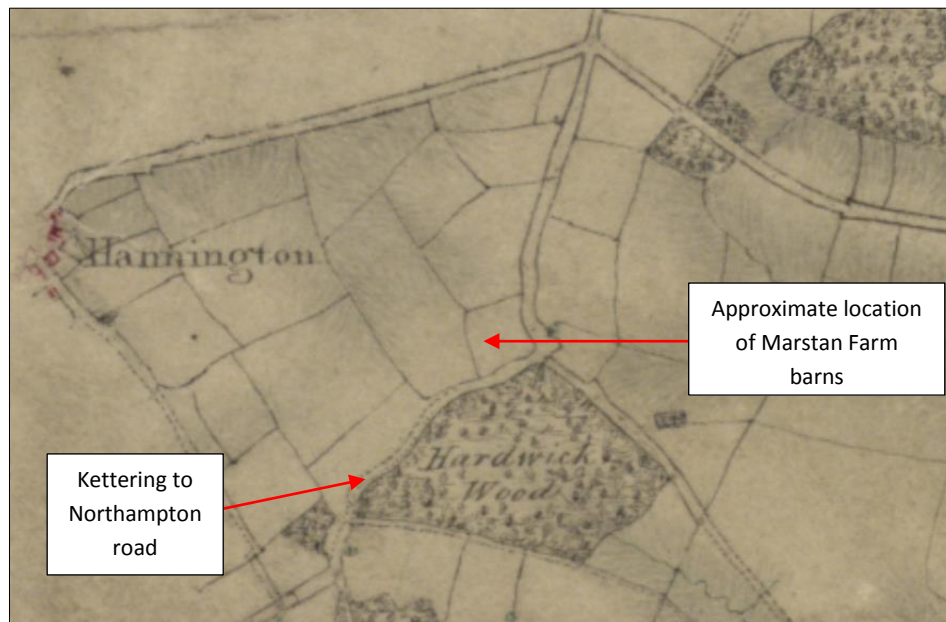 Hannington
Approximate location
of Marstan Farm
barns
Hardwick
Wood
Kettering to
Northampton
road